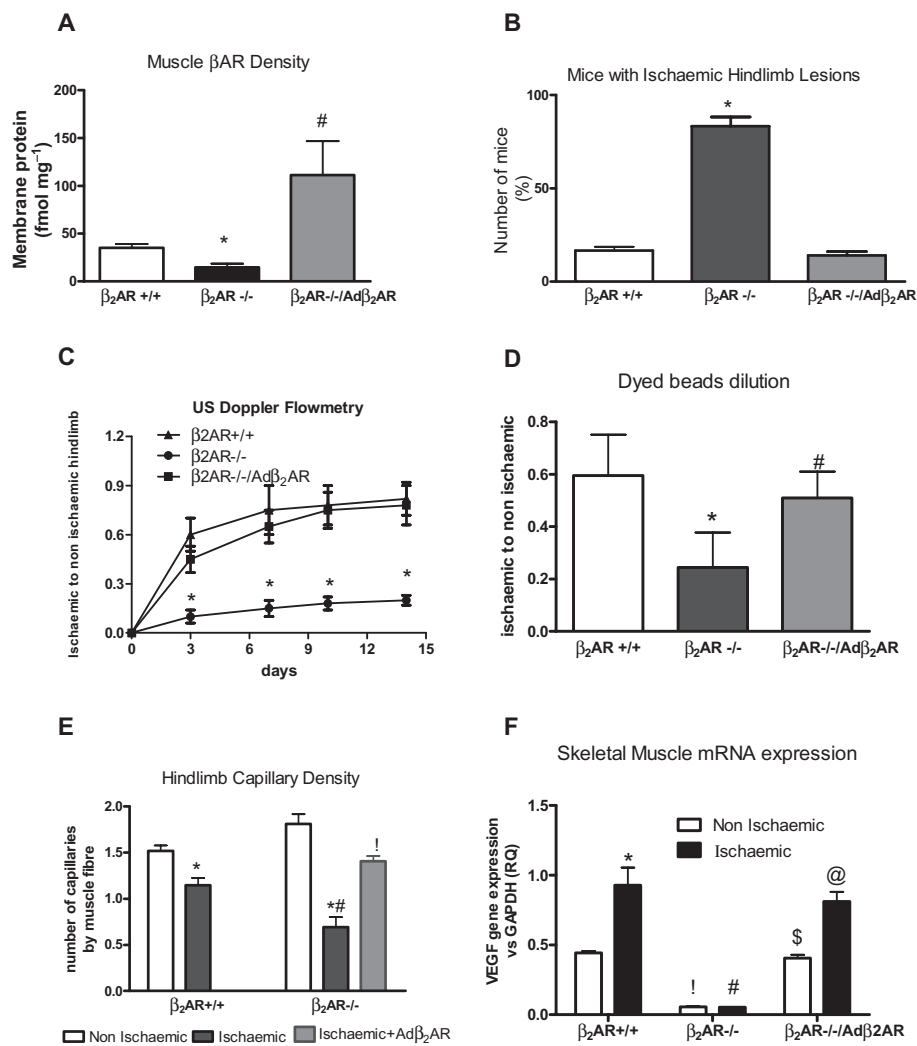 A
Muscle βAR Density
Membrane protein
(fmol mg⁻¹)
200
150
100
50
0
*
#
β₂AR +/+
β₂AR -/-
β₂AR-/-/Adβ₂AR
B
Mice with Ischaemic Hindlimb Lesions
Number of mice
(%)
100
50
0
*
β₂AR +/+
β₂AR -/-
β₂AR -/-/Adβ₂AR
C
US Doppler Flowmetry
Ischaemic to non ischaemic hindlimb
1.2
0.9
0.6
0.3
0.0
β2AR+/+
β2AR-/-
β2AR-/-/Adβ₂AR
* * * *
0 3 6 9 12 15
days
D
Dyed beads dilution
ischaemic to non ischaemic
0.8
0.6
0.4
0.2
0.0
*
#
β₂AR +/+
β₂AR -/-
β₂AR-/-/Adβ₂AR
E
Hindlimb Capillary Density
number of capillaries
by muscle fibre
2.0
1.5
1.0
0.5
0.0
*
*#
!
β₂AR+/+
β₂AR-/-
Non Ischaemic
Ischaemic
Ischaemic+Adβ₂AR
F
Skeletal Muscle mRNA expression
VEGF gene expression
vs GAPDH (RQ)
1.5
1.0
0.5
0.0
Non Ischaemic
Ischaemic
*
!
#
$
@
β₂AR+/+
β₂AR-/-
β₂AR-/-/Adβ2AR